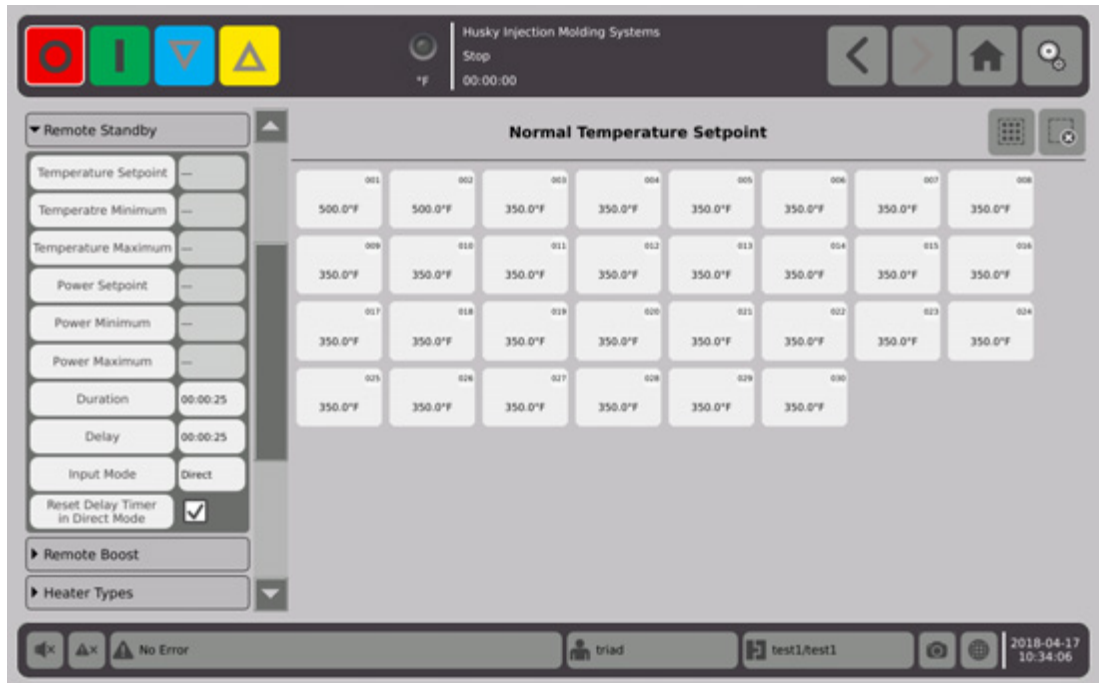 Husky Injection Molding Systems
Stop
°F
00:00:00
Remote Standby
Normal Temperature Setpoint
Temperature Setpoint ---
Temperatre Minimum ---
Temperature Maximum ---
Power Setpoint ---
Power Minimum ---
Power Maximum ---
Duration 00:00:25
Delay 00:00:25
Input Mode Direct
Reset Delay Timer
in Direct Mode
Remote Boost
Heater Types
001 002 003 004 005 006 007 008
500.0°F 500.0°F 350.0°F 350.0°F 350.0°F 350.0°F 350.0°F 350.0°F
009 010 011 012 013 014 015 016
350.0°F 350.0°F 350.0°F 350.0°F 350.0°F 350.0°F 350.0°F 350.0°F
017 018 019 020 021 022 023 024
350.0°F 350.0°F 350.0°F 350.0°F 350.0°F 350.0°F 350.0°F 350.0°F
025 026 027 028 029 030
350.0°F 350.0°F 350.0°F 350.0°F 350.0°F 350.0°F
No Error
triad
test1/test1
2018-04-17
10:34:06